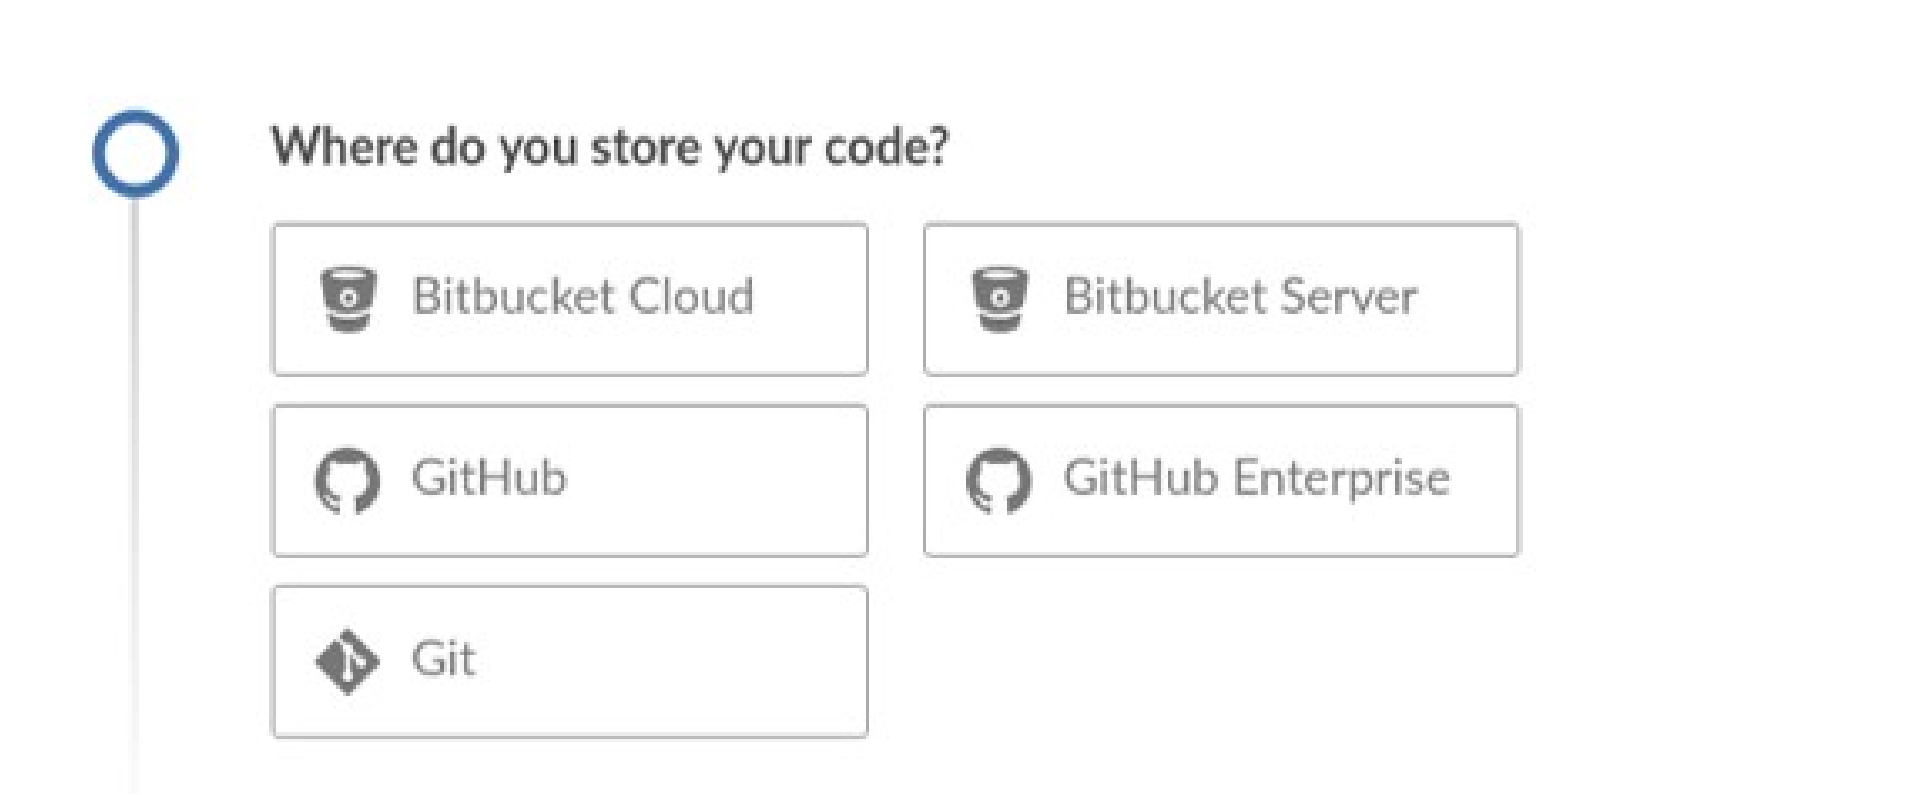 Where do you store your code?
Bitbucket Cloud
Bitbucket Server
GitHub
GitHub Enterprise
Git